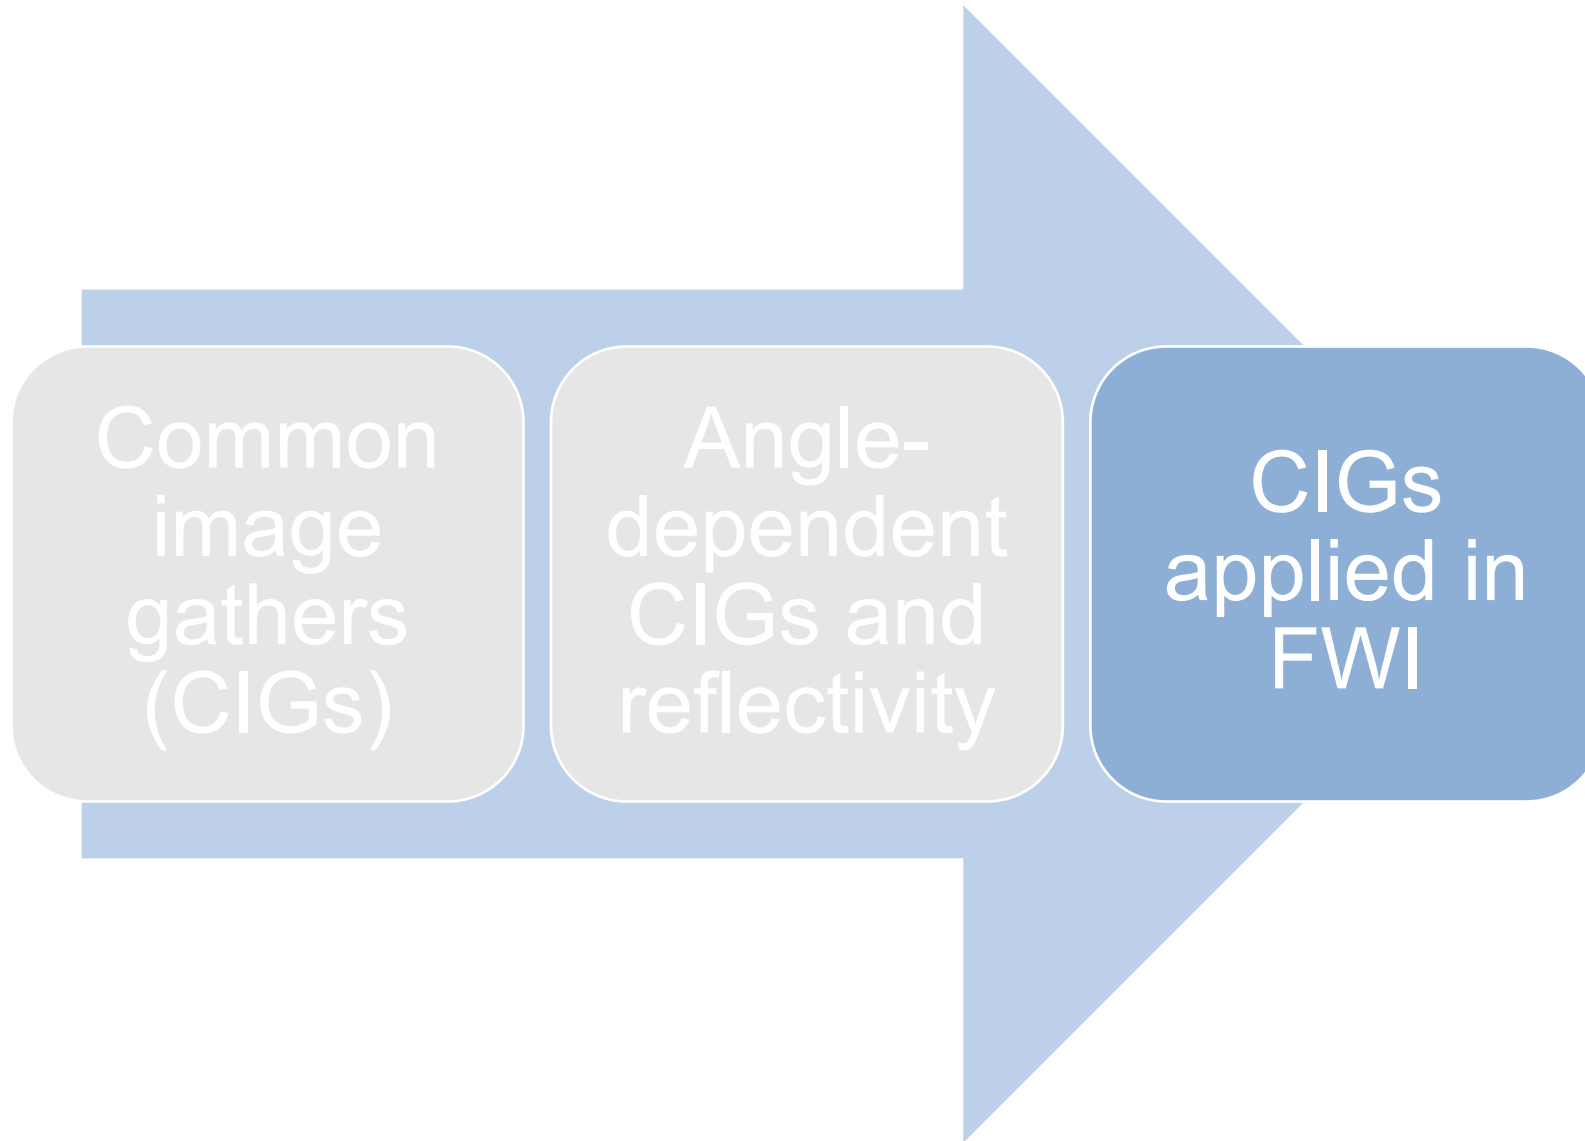 Common
image
gathers
(CIGs)
Angle-
dependent
CIGs and
reflectivity
CIGs
applied in
FWI